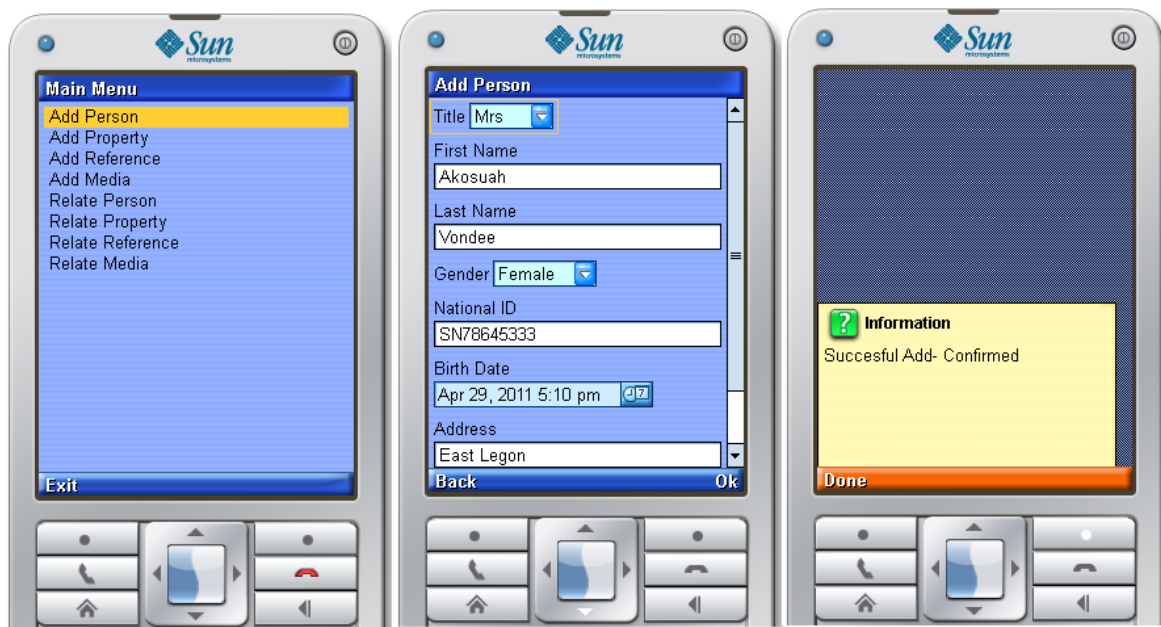 Sun
microsystems
Main Menu
Add Person
Add Property
Add Reference
Add Media
Relate Person
Relate Property
Relate Reference
Relate Media
Exit
Sun
microsystems
Add Person
Title Mrs
First Name
Akosuah
Last Name
Vondee
Gender Female
National ID
SN78645333
Birth Date
Apr 29, 2011 5:10 pm
Address
East Legon
Back Ok
Sun
microsystems
Information
Succesful Add- Confirmed
Done